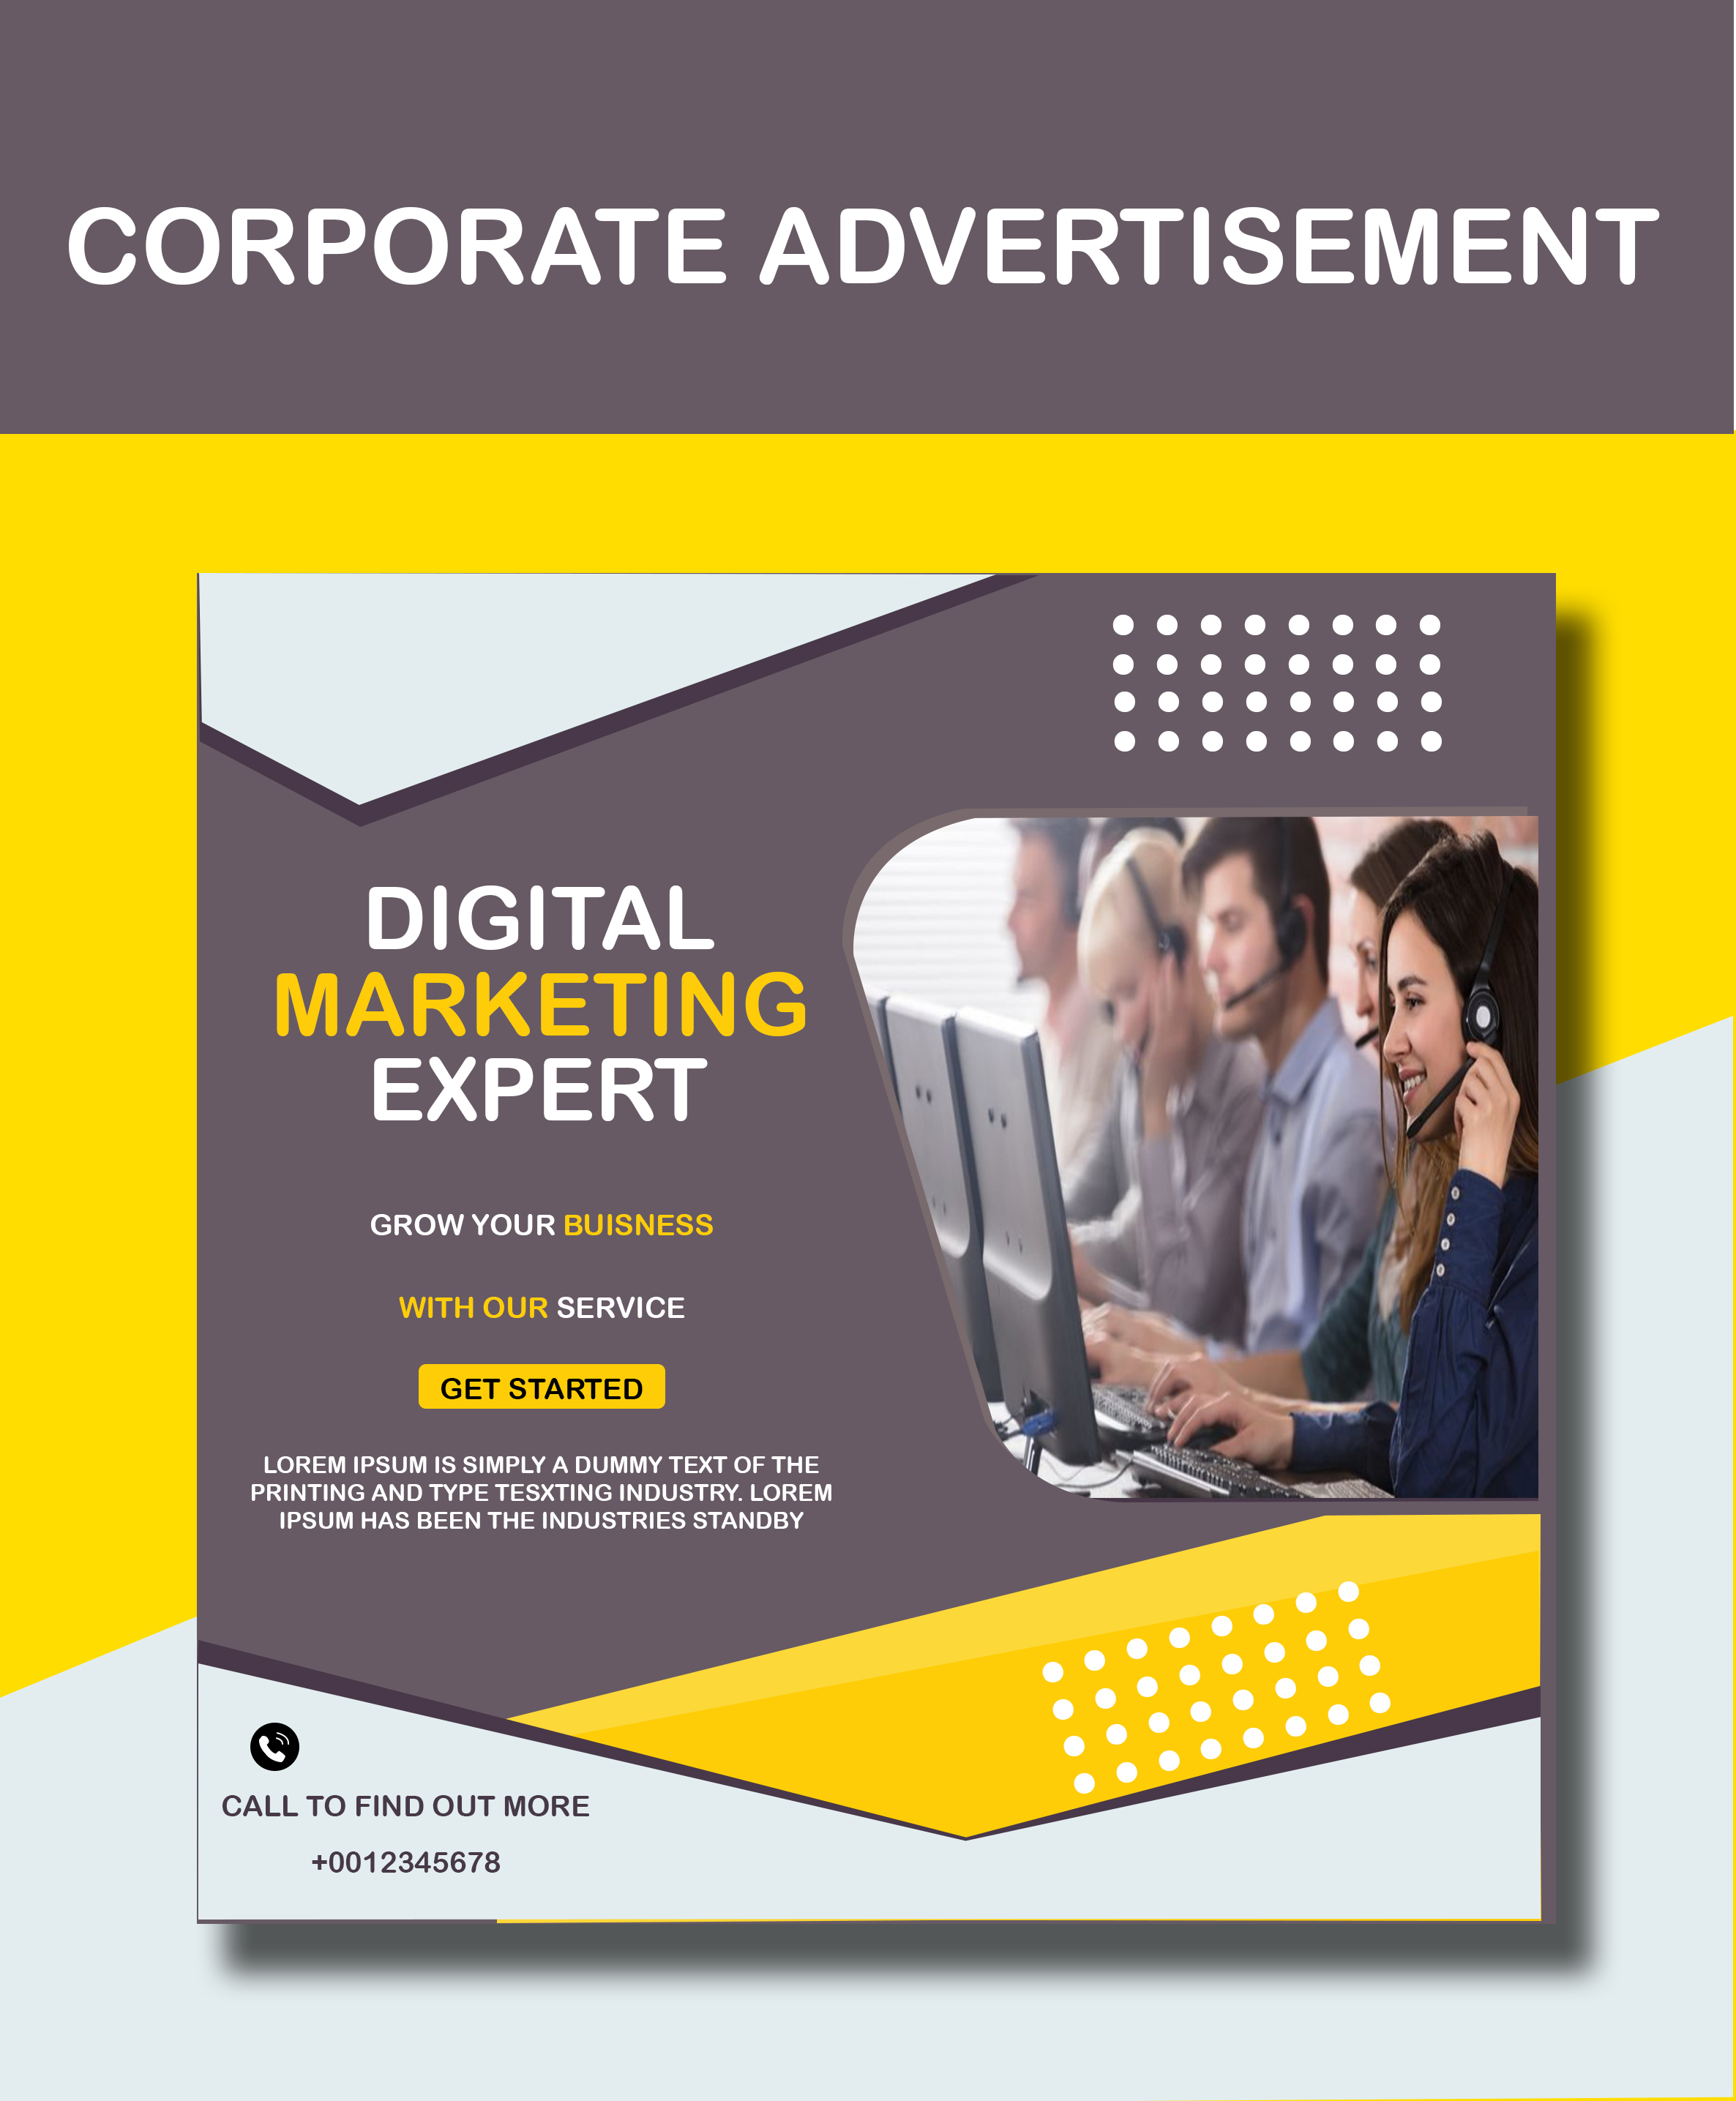 CORPORATE ADVERTISEMENT
DIGITAL
MARKETING
EXPERT
GROW YOUR BUISNESS
WITH OUR SERVICE
GET STARTED
LOREM IPSUM IS SIMPLY A DUMMY TEXT OF THE
PRINTING AND TYPE TESXTING INDUSTRY. LOREM
IPSUM HAS BEEN THE INDUSTRIES STANDBY
CALL TO FIND OUT MORE
+0012345678